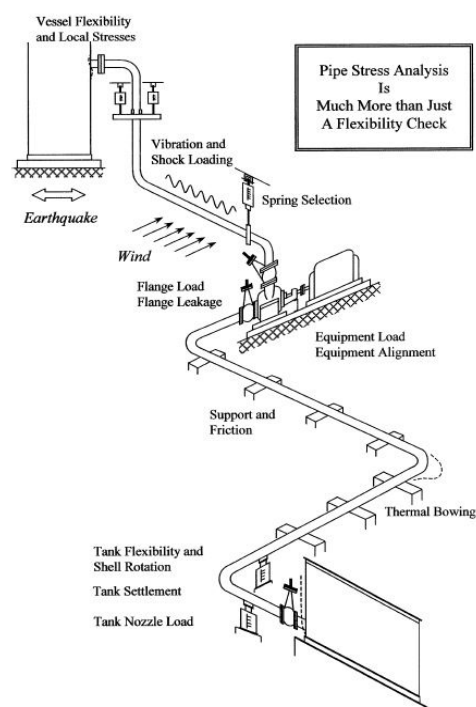 Vessel Flexibility
and Local Stresses
Pipe Stress Analysis
Is
Much More than Just
A Flexibility Check
Vibration and
Shock Loading
Spring Selection
Earthquake
Wind
Flange Load
Flange Leakage
Equipment Load
Equipment Alignment
Support and
Friction
Thermal Bowing
Tank Flexibility and
Shell Rotation
Tank Settlement
Tank Nozzle Load